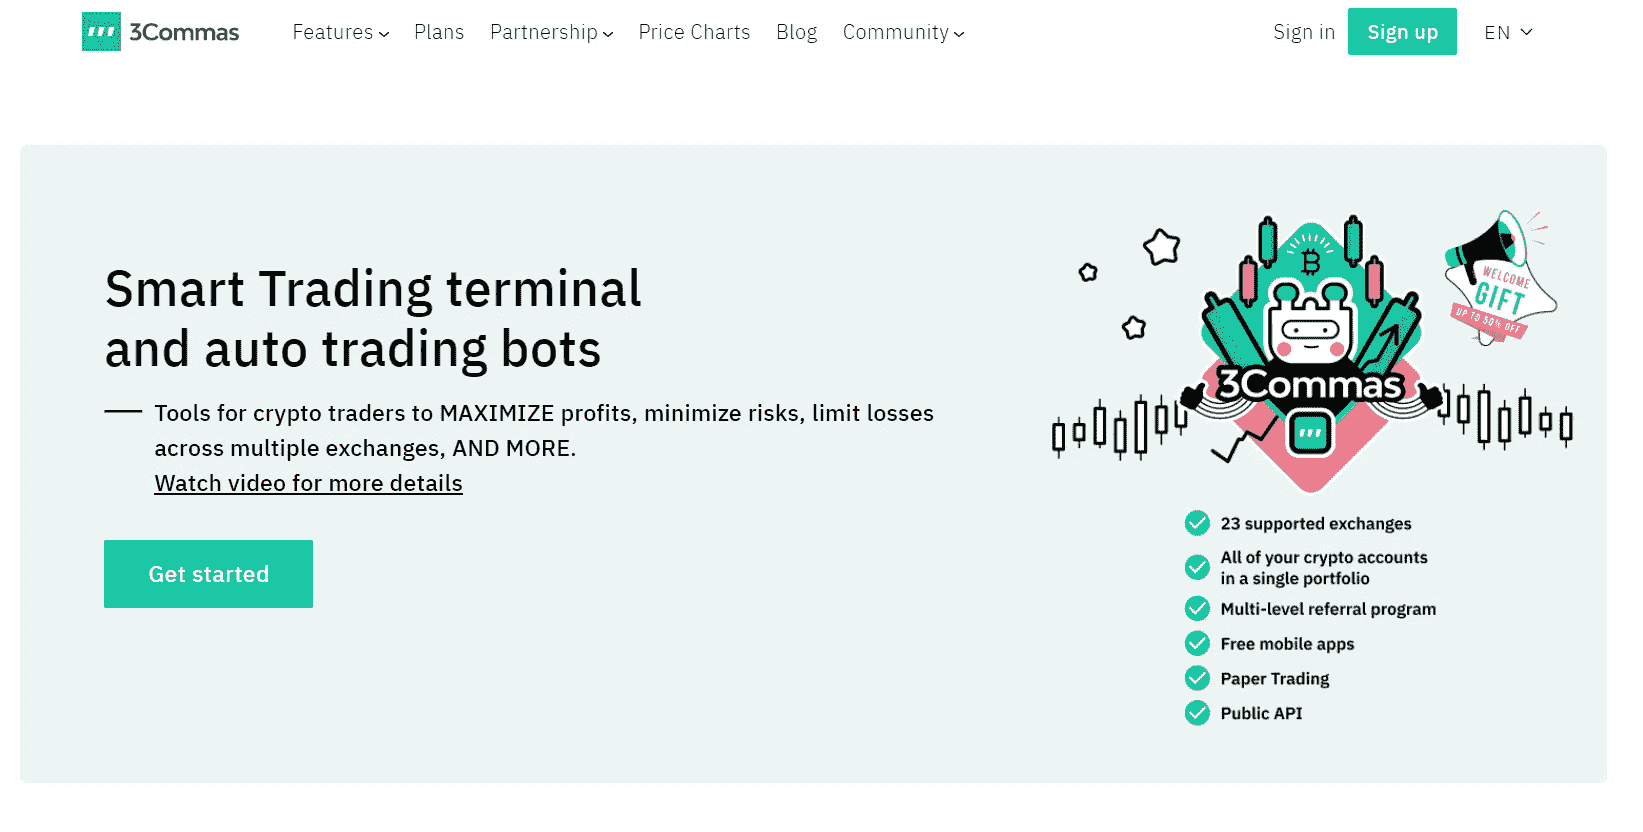 3Commas
Features
Plans
Partnership
Price Charts
Blog
Community
Sign in
Sign up
EN
Smart Trading terminal
and auto trading bots
Tools for crypto traders to MAXIMIZE profits, minimize risks, limit losses
across multiple exchanges, AND MORE.
Watch video for more details
Get started
WELCOME
GIFT
UP TO 50% OFF
3Commas
23 supported exchanges
All of your crypto accounts
in a single portfolio
Multi-level referral program
Free mobile apps
Paper Trading
Public API